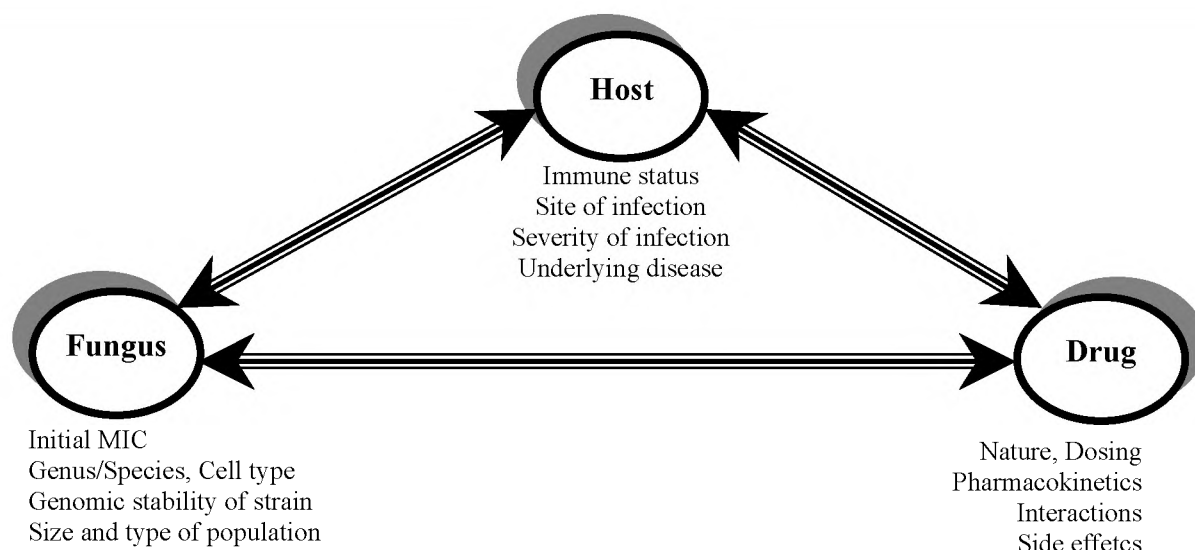 Host
Immune status
Site of infection
Severity of infection
Underlying disease
Fungus
Initial MIC
Genus/Species, Cell type
Genomic stability of strain
Size and type of population
Drug
Nature, Dosing
Pharmacokinetics
Interactions
Side effetcs